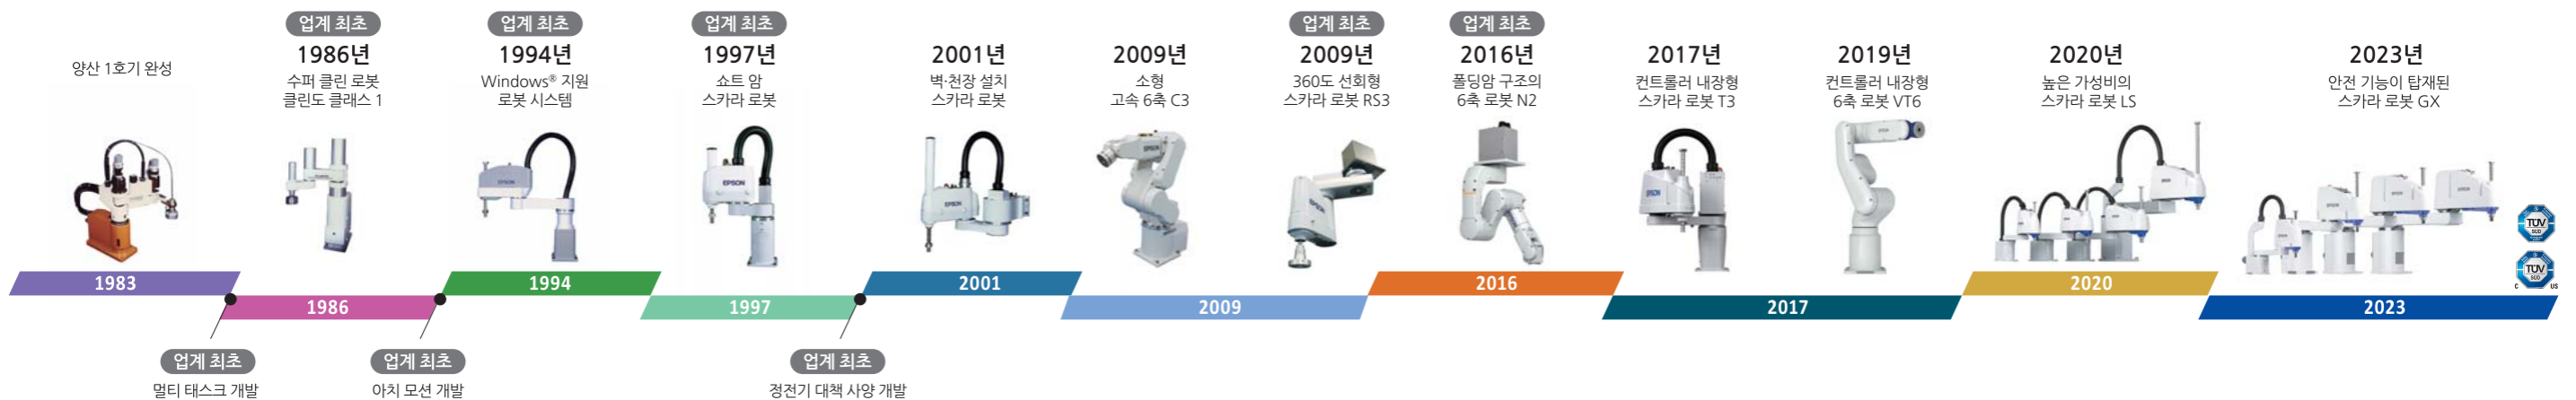 양산 1호기 완성
업계 최초
1986년
수퍼 클린 로봇
클린도 클래스 1
업계 최초
1994년
Windows® 지원
로봇 시스템
업계 최초
1997년
쇼트 암
스카라 로봇
2001년
벽·천장 설치
스카라 로봇
2009년
소형
고속 6축 C3
업계 최초
2009년
360도 선회형
스카라 로봇 RS3
업계 최초
2016년
폴딩암 구조의
6축 로봇 N2
2017년
컨트롤러 내장형
스카라 로봇 T3
2019년
컨트롤러 내장형
6축 로봇 VT6
2020년
높은 가성비의
스카라 로봇 LS
2023년
안전 기능이 탑재된
스카라 로봇 GX
EPSON
EPSON
EPSON
EPSON
EPSON
EPSON
TÜV
SÜD
TÜV
SÜD
C US
1983
1986
1994
1997
2001
2009
2016
2017
2020
2023
업계 최초
멀티 태스크 개발
업계 최초
아치 모션 개발
업계 최초
정전기 대책 사양 개발